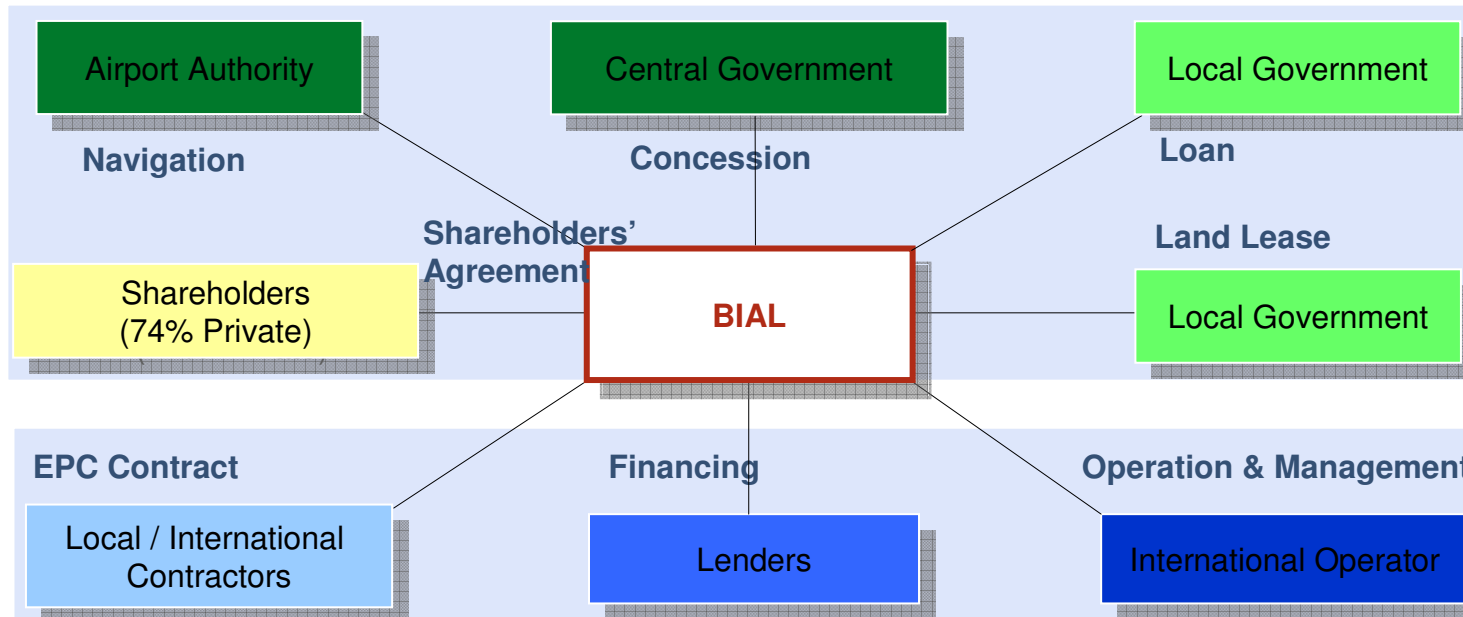 Airport Authority
Central Government
Local Government
Navigation
Concession
Loan
Shareholders'
Agreement
Land Lease
Shareholders
(74% Private)
BIAL
Local Government
EPC Contract
Financing
Operation & Management
Local / International
Contractors
Lenders
International Operator